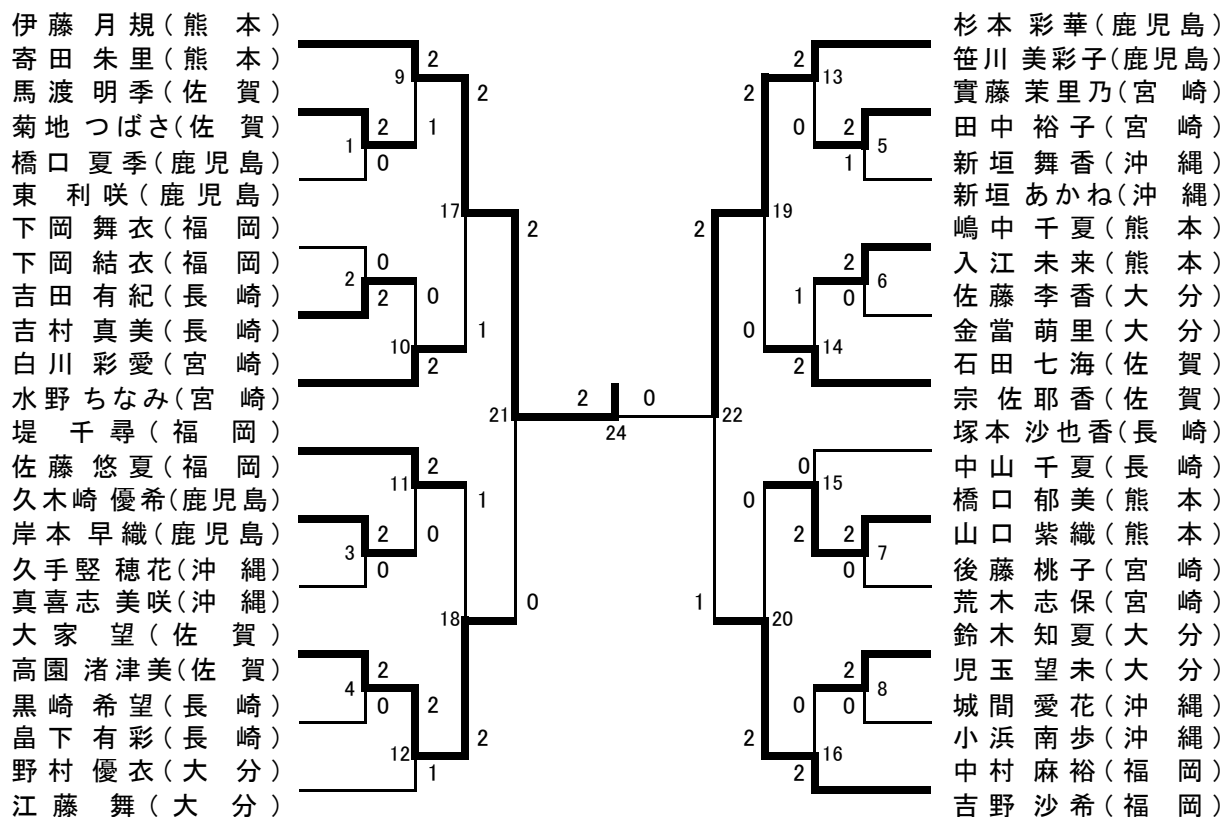 伊藤 月規(熊 本)
寄田 朱里(熊 本)
馬渡 明季(佐 賀)
菊地 つばさ(佐 賀)
橋口 夏季(鹿児島)
東 利咲(鹿児島)
下岡 舞衣(福 岡)
下岡 結衣(福 岡)
吉田 有紀(長 崎)
吉村 真美(長 崎)
白川 彩愛(宮 崎)
水野 ちなみ(宮 崎)
堤 千尋(福 岡)
佐藤 悠夏(福 岡)
久木崎 優希(鹿児島)
岸本 早織(鹿児島)
久手堅 穂花(沖 縄)
真喜志 美咲(沖 縄)
大家 望(佐 賀)
高園 渚津美(佐 賀)
黒崎 希望(長 崎)
畠下 有彩(長 崎)
野村 優衣(大 分)
江藤 舞(大 分)
2
9
2
2
1
1
0
17
2
0
2
2
0
1
10
2
21
2
11
1
2
0
3
0
18
0
2
4
0
2
2
12
1
2
0
24
2
13
2
0
2
5
1
19
2
2
6
1
0
0
14
2
22
0
15
0
2
2
7
0
1
20
2
8
0
0
2
16
2
杉本 彩華(鹿児島)
笹川 美彩子(鹿児島)
實藤 茉里乃(宮 崎)
田中 裕子(宮 崎)
新垣 舞香(沖 縄)
新垣 あかね(沖 縄)
嶋中 千夏(熊 本)
入江 未来(熊 本)
佐藤 李香(大 分)
金當 萌里(大 分)
石田 七海(佐 賀)
宗 佐耶香(佐 賀)
塚本 沙也香(長 崎)
中山 千夏(長 崎)
橋口 郁美(熊 本)
山口 紫織(熊 本)
後藤 桃子(宮 崎)
荒木 志保(宮 崎)
鈴木 知夏(大 分)
児玉 望未(大 分)
城間 愛花(沖 縄)
小浜 南歩(沖 縄)
中村 麻裕(福 岡)
吉野 沙希(福 岡)